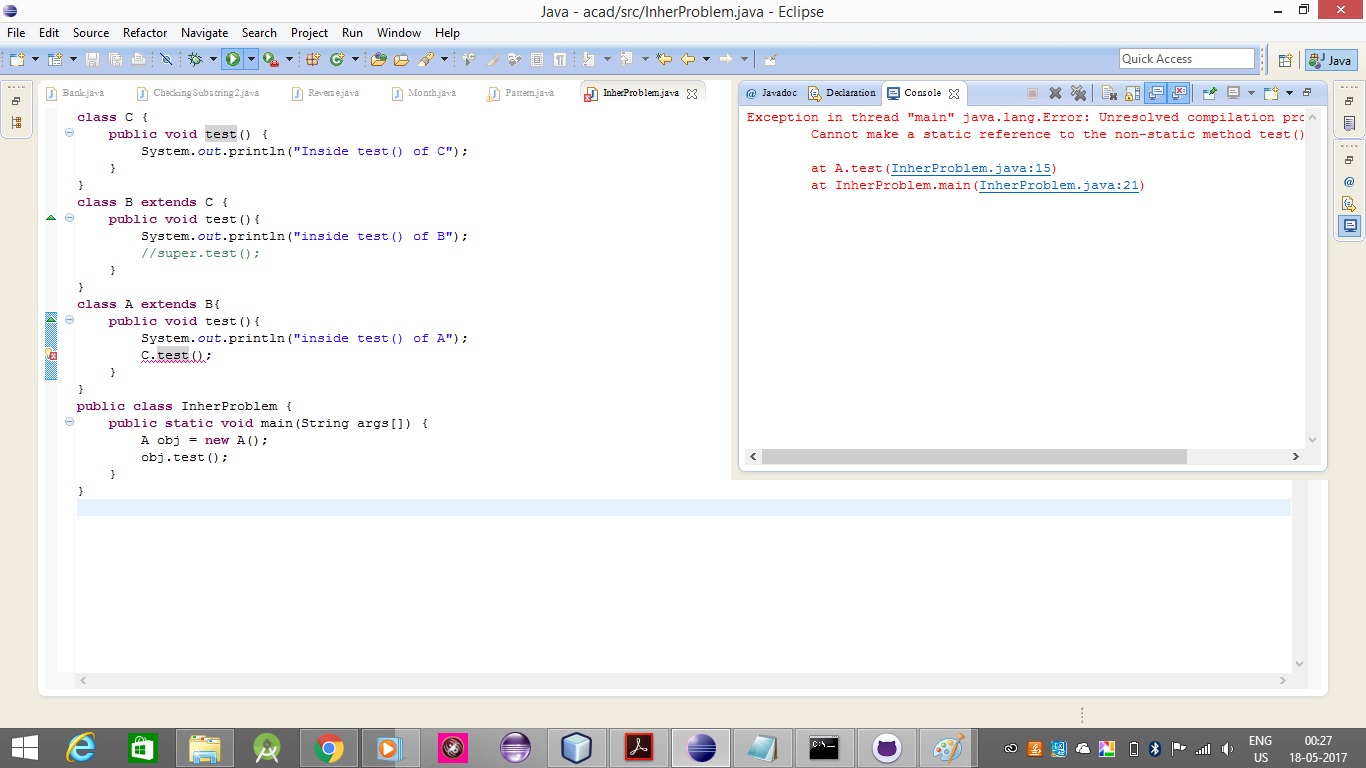 Java - acad/src/InherProblem.java - Eclipse
File Edit Source Refactor Navigate Search Project Run Window Help
Quick Access
Java
Bank.java CheckingSubstring2.java Reverse.java Month.java Pattern.java InherProblem.java
class C {
public void test() {
System.out.println("Inside test() of C");
}
}
class B extends C {
public void test(){
System.out.println("inside test() of B");
//super.test();
}
}
class A extends B{
public void test(){
System.out.println("inside test() of A");
C.test();
}
}
public class InherProblem {
public static void main(String args[]) {
A obj = new A();
obj.test();
}
}
@ Javadoc Declaration Console
Exception in thread "main" java.lang.Error: Unresolved compilation pro
Cannot make a static reference to the non-static method test()
at A.test(InherProblem.java:15)
at InherProblem.main(InherProblem.java:21)
@
C:\_
ENG
US
00:27
18-05-2017